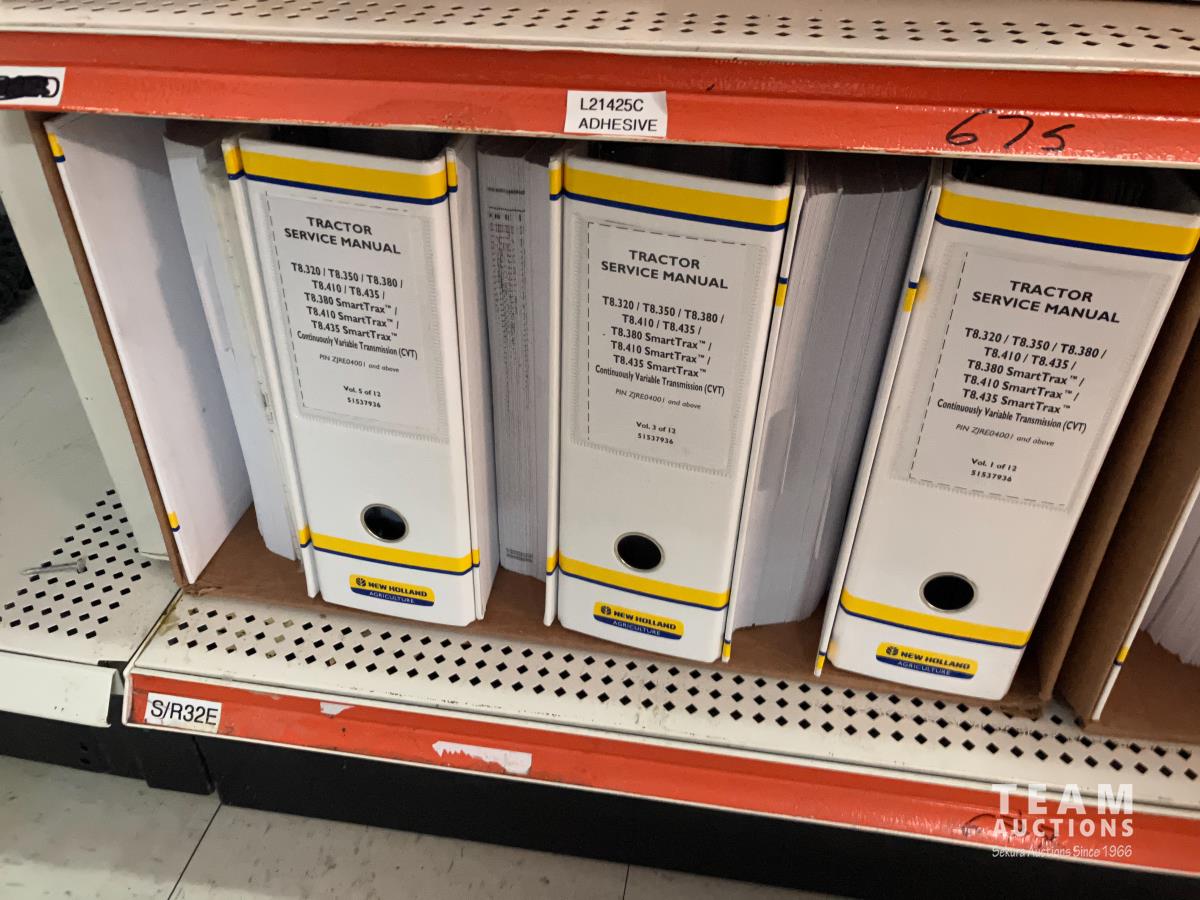 L21425C
ADHESIVE
675
TRACTOR
SERVICE MANUAL
T8.320 / T8.350 / T8.380 /
T8.410 / T8.435 /
T8.380 SmartTrax™ /
T8.410 SmartTrax™ /
T8.435 SmartTrax™
Continuously Variable Transmission (CVT)
PIN ZJRE04001 and above
Vol. 5 of 12
51537936
NEW HOLLAND
AGRICULTURE
TRACTOR
SERVICE MANUAL
T8.320 / T8.350 / T8.380 /
T8.410 / T8.435 /
T8.380 SmartTrax™ /
T8.410 SmartTrax™ /
T8.435 SmartTrax™
Continuously Variable Transmission (CVT)
PIN ZJRE04001 and above
Vol. 3 of 12
51537936
NEW HOLLAND
AGRICULTURE
TRACTOR
SERVICE MANUAL
T8.320 / T8.350 / T8.380 /
T8.410 / T8.435 /
T8.380 SmartTrax™ /
T8.410 SmartTrax™ /
T8.435 SmartTrax™
Continuously Variable Transmission (CVT)
PIN ZJRE04001 and above
Vol. 1 of 12
51537936
NEW HOLLAND
AGRICULTURE
S/R32E
TEAM
AUCTIONS
Sekura Auctions Since 1966